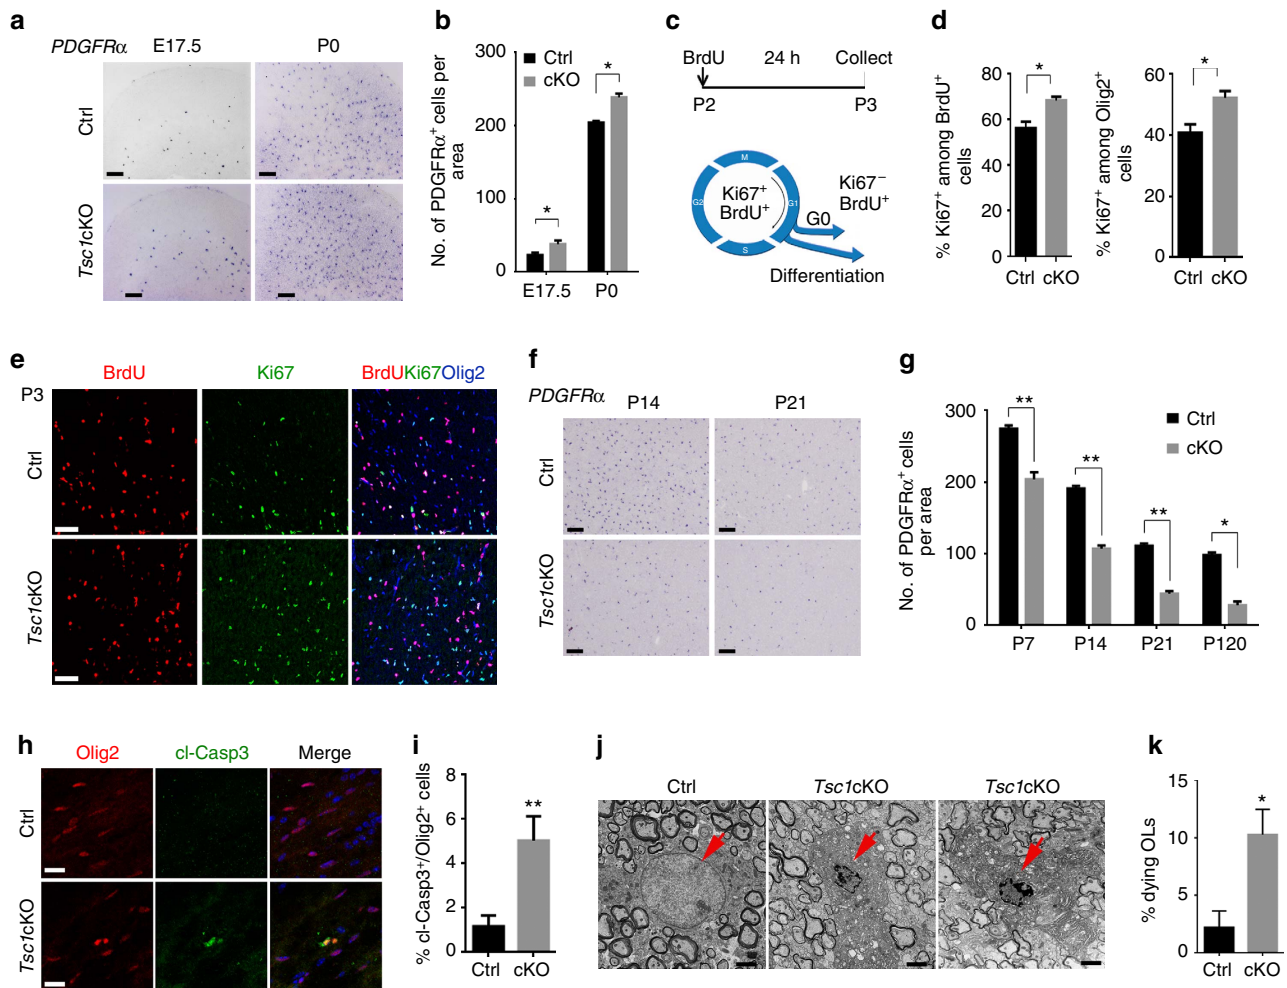 a
PDGFRα E17.5 P0
Ctrl
Tsc1cKO
b
No. of PDGFRα⁺ cells per
area
300
200
100
0
Ctrl
cKO
*
*
E17.5 P0
c
BrdU 24 h Collect
P2 P3
M
G2
G1
S
Ki67⁺
BrdU⁺
Ki67⁻
BrdU⁺
G0
Differentiation
d
% Ki67⁺ among BrdU⁺
cells
80
60
40
20
0
*
Ctrl cKO
% Ki67⁺ among Olig2⁺
cells
60
40
20
0
*
Ctrl cKO
e
BrdU Ki67 BrdUKi67Olig2
P3
Ctrl
Tsc1cKO
f
PDGFRα P14 P21
Ctrl
Tsc1cKO
g
No. of PDGFRα⁺ cells
per area
300
200
100
0
Ctrl
cKO
**
**
**
*
P7 P14 P21 P120
h
Olig2 cl-Casp3 Merge
Ctrl
Tsc1cKO
i
% cl-Casp3⁺/Olig2⁺ cells
8
6
4
2
0
**
Ctrl cKO
j
Ctrl Tsc1cKO Tsc1cKO
k
% dying OLs
15
10
5
0
*
Ctrl cKO